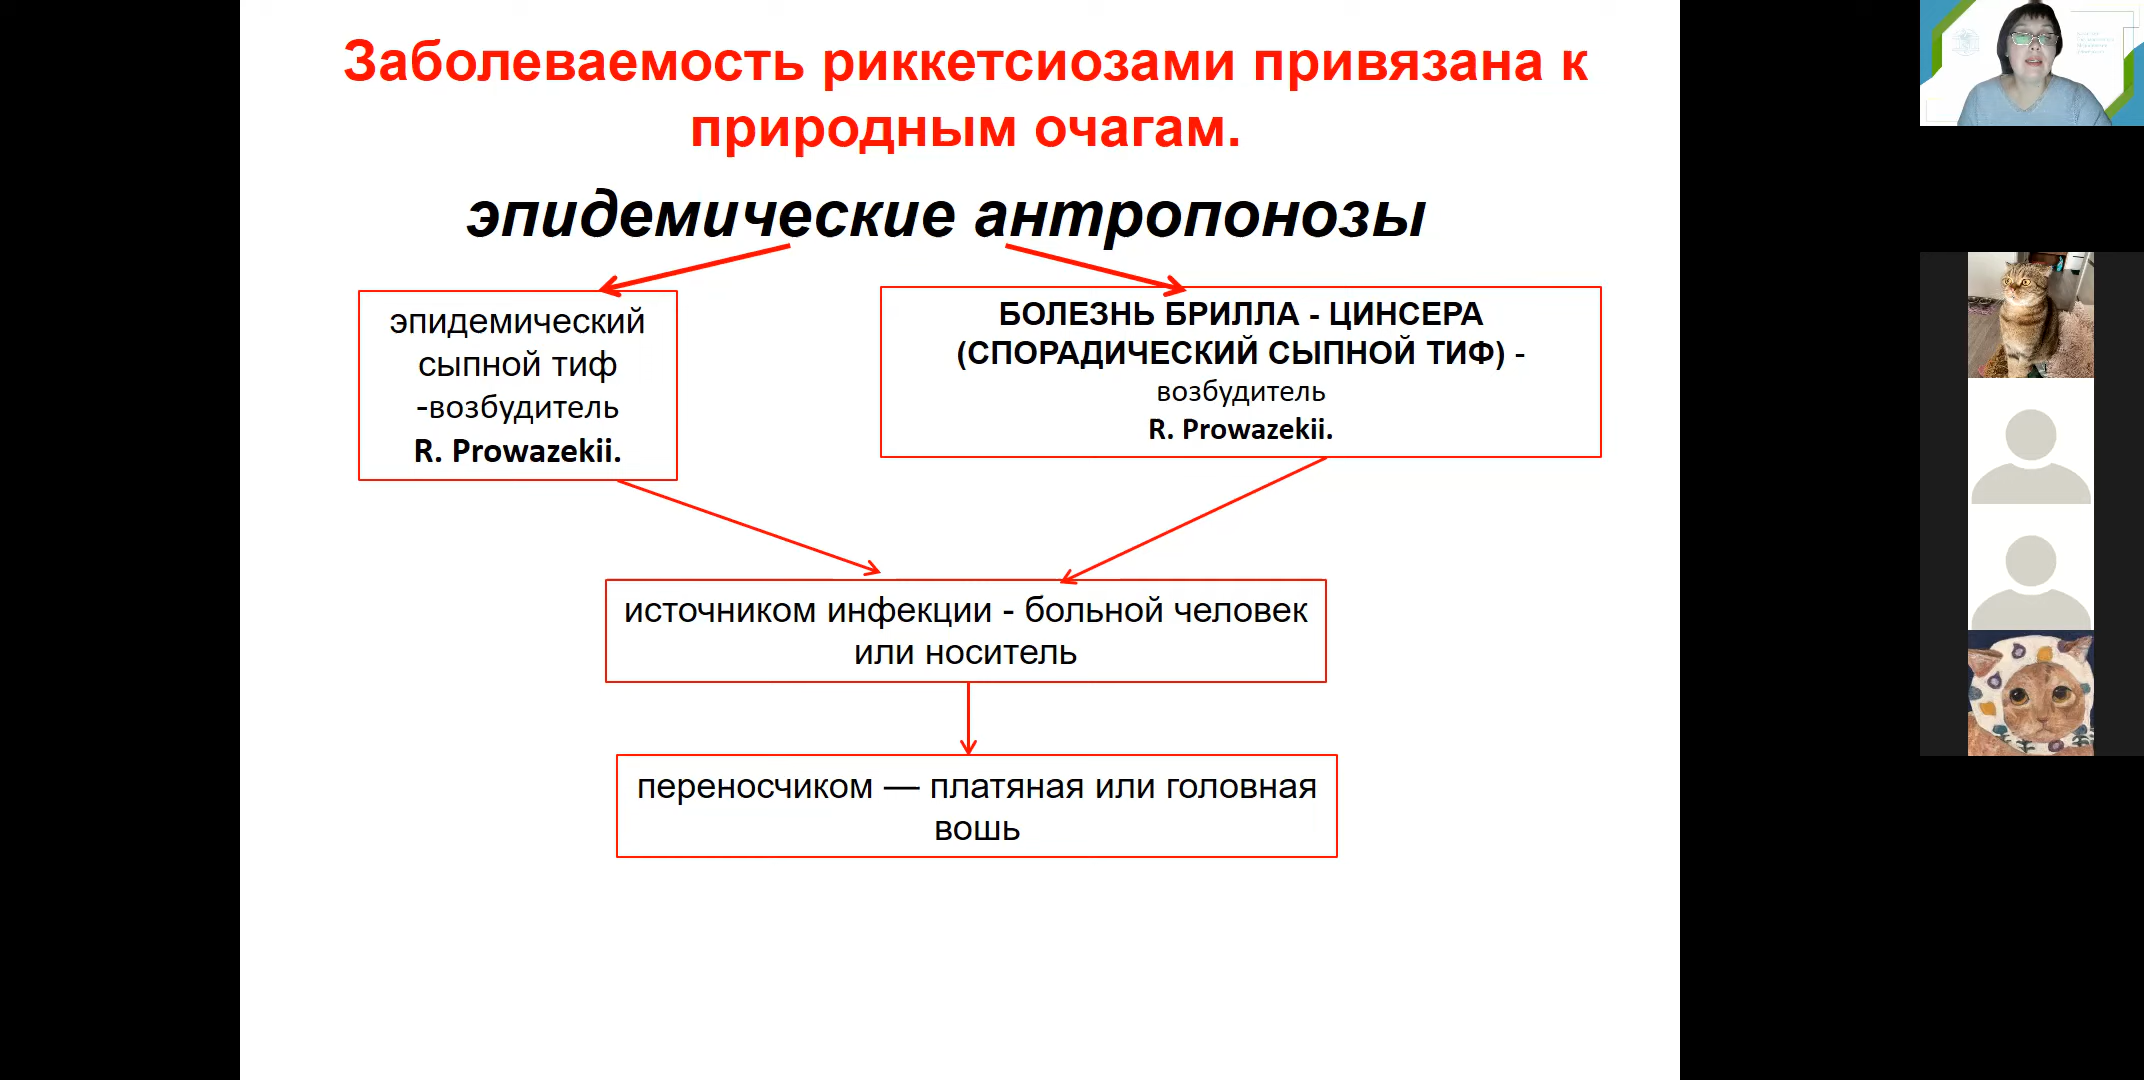 Заболеваемость риккетсиозами привязана к
природным очагам.
эпидемические антропонозы
эпидемический
сыпной тиф
-возбудитель
R. Prowazekii.
БОЛЕЗНЬ БРИЛЛА - ЦИНСЕРА
(СПОРАДИЧЕСКИЙ СЫПНОЙ ТИФ) -
возбудитель
R. Prowazekii.
источником инфекции - больной человек
или носитель
переносчиком — платяная или головная
вошь